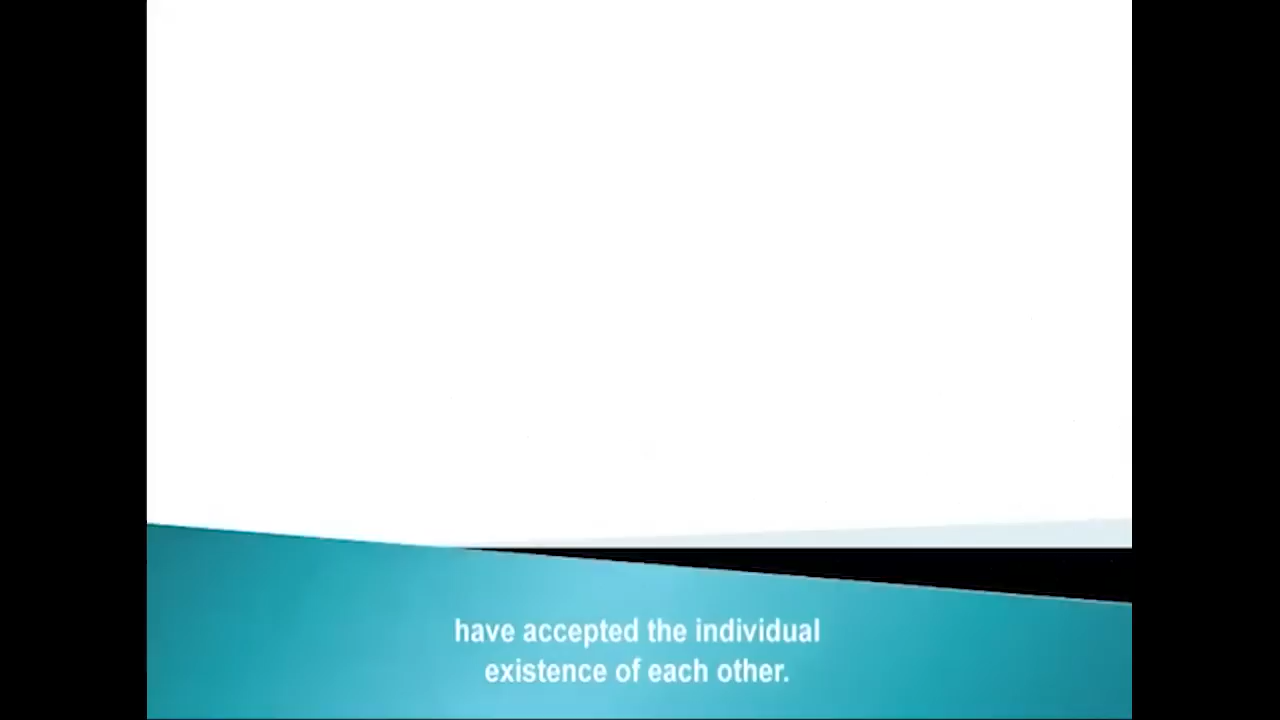 have accepted the individual
existence of each other.